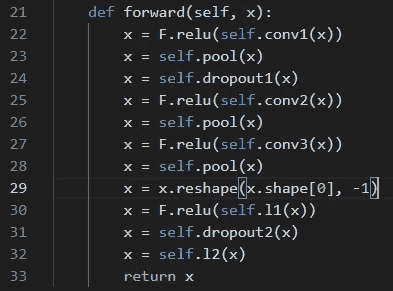 21 def forward(self, x):
22 x = F.relu(self.conv1(x))
23 x = self.pool(x)
24 x = self.dropout1(x)
25 x = F.relu(self.conv2(x))
26 x = self.pool(x)
27 x = F.relu(self.conv3(x))
28 x = self.pool(x)
29 x = x.reshape(x.shape[0], -1)
30 x = F.relu(self.l1(x))
31 x = self.dropout2(x)
32 x = self.l2(x)
33 return x